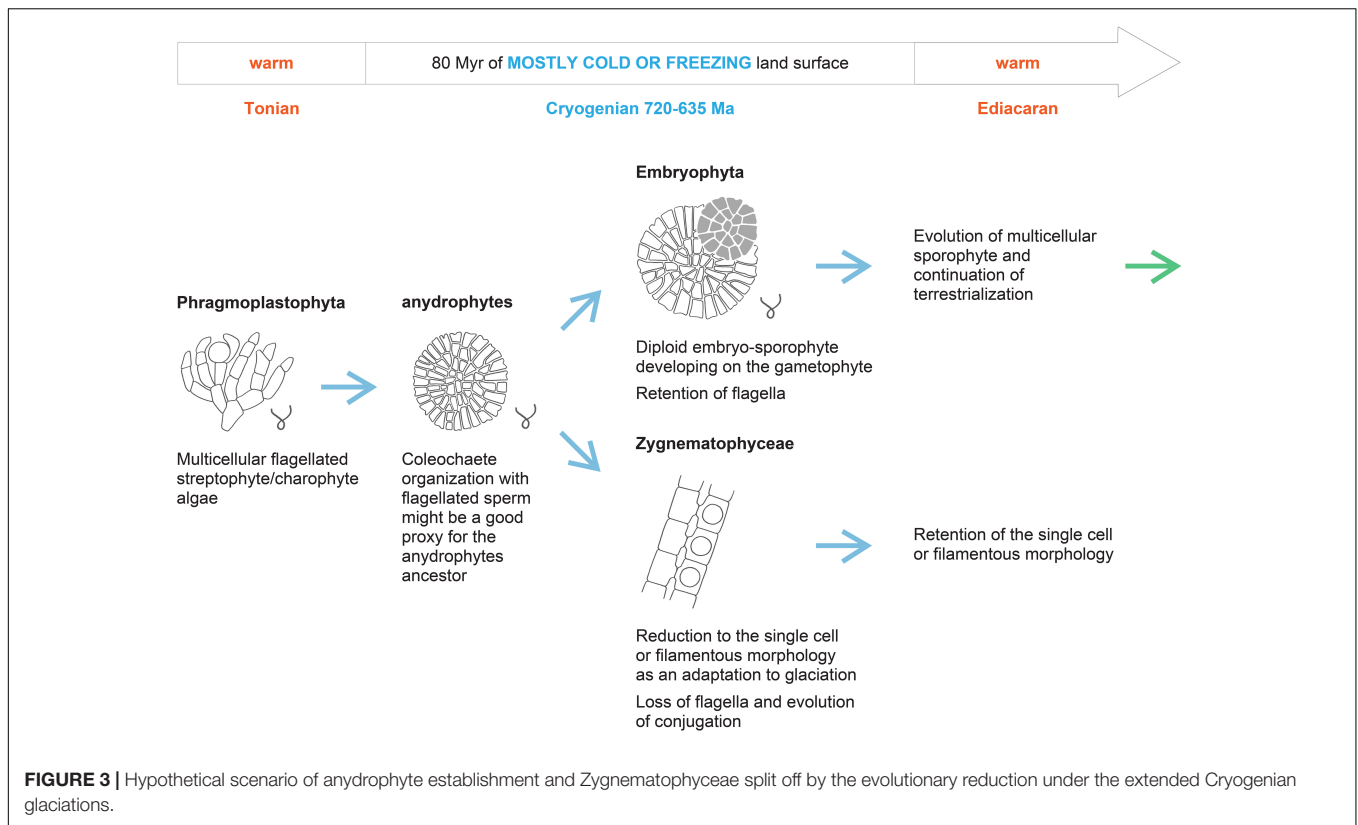 warm
80 Myr of MOSTLY COLD OR FREEZING land surface
warm
Tonian
Cryogenian 720-635 Ma
Ediacaran
Phragmoplastophyta
Multicellular flagellated
streptophyte/charophyte
algae
anydrophytes
Coleochaete
organization with
flagellated sperm
might be a good
proxy for the
anydrophytes
ancestor
Embryophyta
Diploid embryo-sporophyte
developing on the gametophyte
Retention of flagella
Evolution of multicellular
sporophyte and
continuation of
terrestrialization
Zygnematophyceae
Reduction to the single cell
or filamentous morphology
as an adaptation to glaciation
Loss of flagella and evolution
of conjugation
Retention of the single cell
or filamentous morphology
FIGURE 3 | Hypothetical scenario of anydrophyte establishment and Zygnematophyceae split off by the evolutionary reduction under the extended Cryogenian
glaciations.